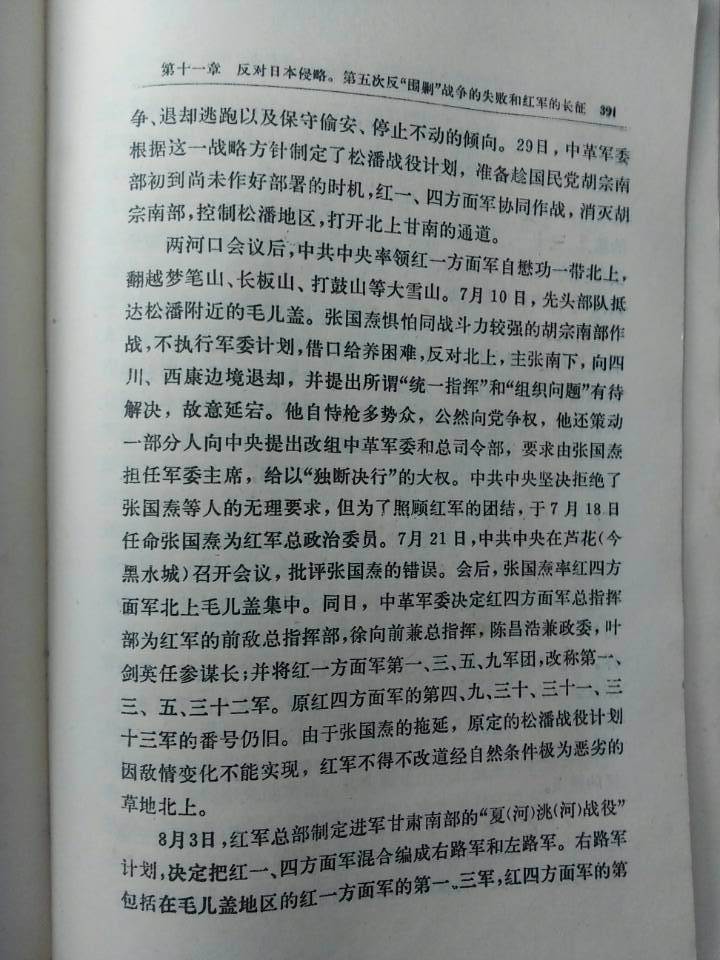 第十一章 反对日本侵略。第五次反“围剿”战争的失败和红军的长征 391
争、退却逃跑以及保守偷安、停止不动的倾向。29日，中革军委
根据这一战略方针制定了松潘战役计划，准备趁国民党胡宗南
部初到尚未作好部署的时机，红一、四方面军协同作战，消灭胡
宗南部，控制松潘地区，打开北上甘南的通道。
两河口会议后，中共中央率领红一方面军自懋功一带北上，
翻越梦笔山、长板山、打鼓山等大雪山。7月10日，先头部队抵
达松潘附近的毛儿盖。张国焘惧怕同战斗力较强的胡宗南部作
战，不执行军委计划，借口给养困难，反对北上，主张南下，向四
川、西康边境退却，并提出所谓“统一指挥”和“组织问题”有待
解决，故意延宕。他自恃枪多势众，公然向党争权，他还策动
一部分人向中央提出改组中革军委和总司令部，要求由张国焘
担任军委主席，给以“独断决行”的大权。中共中央坚决拒绝了
张国焘等人的无理要求，但为了照顾红军的团结，于7月18日
任命张国焘为红军总政治委员。7月21日，中共中央在芦花（今
黑水城）召开会议，批评张国焘的错误。会后，张国焘率红四方
面军北上毛儿盖集中。同日，中革军委决定红四方面军总指挥
部为红军的前敌总指挥部，徐向前兼总指挥，陈昌浩兼政委，叶
剑英任参谋长；并将红一方面军第一、三、五、九军团，改称第一、
三、五、三十二军。原红四方面军的第四、九、三十、三十一、三
十三军的番号仍旧。由于张国焘的拖延，原定的松潘战役计划
因敌情变化不能实现，红军不得不改道经自然条件极为恶劣的
草地北上。
8月3日，红军总部制定进军甘肃南部的“夏（河）洮（河）战役”
计划，决定把红一、四方面军混合编成右路军和左路军。右路军
包括在毛儿盖地区的红一方面军的第一、三军，红四方面军的第